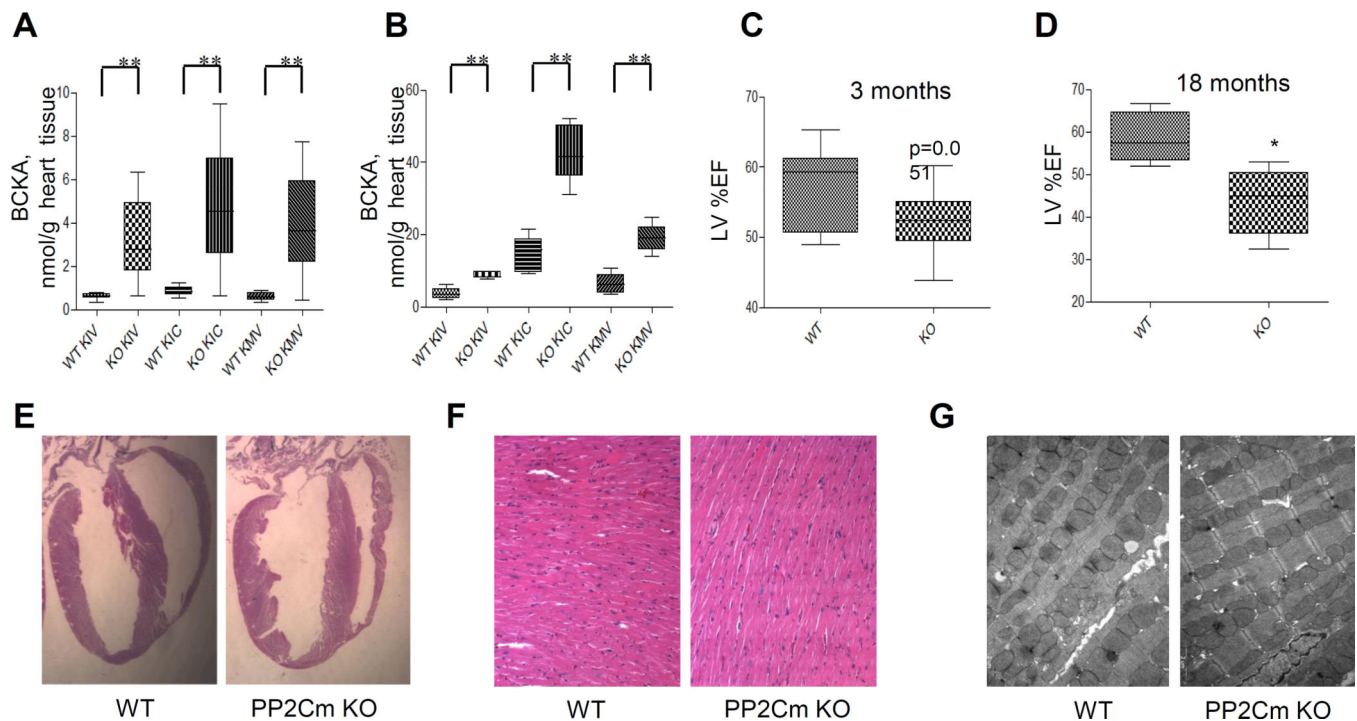 A
BCKA,
nmol/g heart tissue
10
8
6
4
2
0
**
**
**
WT KIV
KO KIV
WT KIC
KO KIC
WT KMV
KO KMV
B
BCKA,
nmol/g heart tissue
60
40
20
0
**
**
**
WT KIV
KO KIV
WT KIC
KO KIC
WT KMV
KO KMV
C
3 months
LV %EF
70
60
50
40
p=0.0
51
WT
KO
D
18 months
LV %EF
80
70
60
50
40
30
20
*
WT
KO
E
WT
PP2Cm KO
F
WT
PP2Cm KO
G
WT
PP2Cm KO